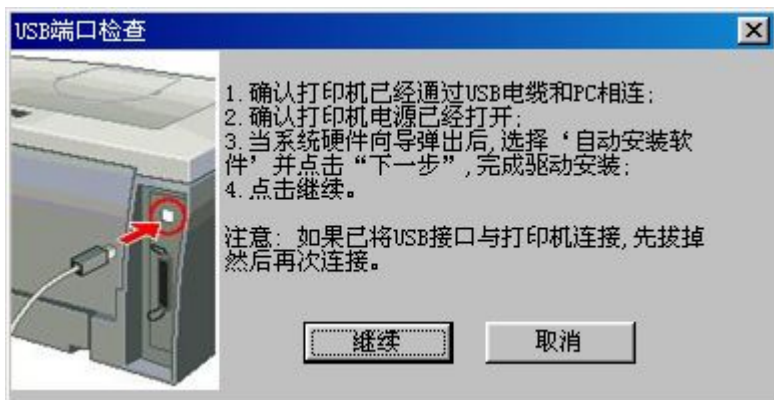 USB端口检查
1.确认打印机已经通过USB电缆和PC相连;
2.确认打印机电源已经打开;
3.当系统硬件向导弹出后,选择‘自动安装软
件’并点击“下一步”,完成驱动安装;
4.点击继续。
注意: 如果已将USB接口与打印机连接,先拔掉
然后再次连接。
继续 取消